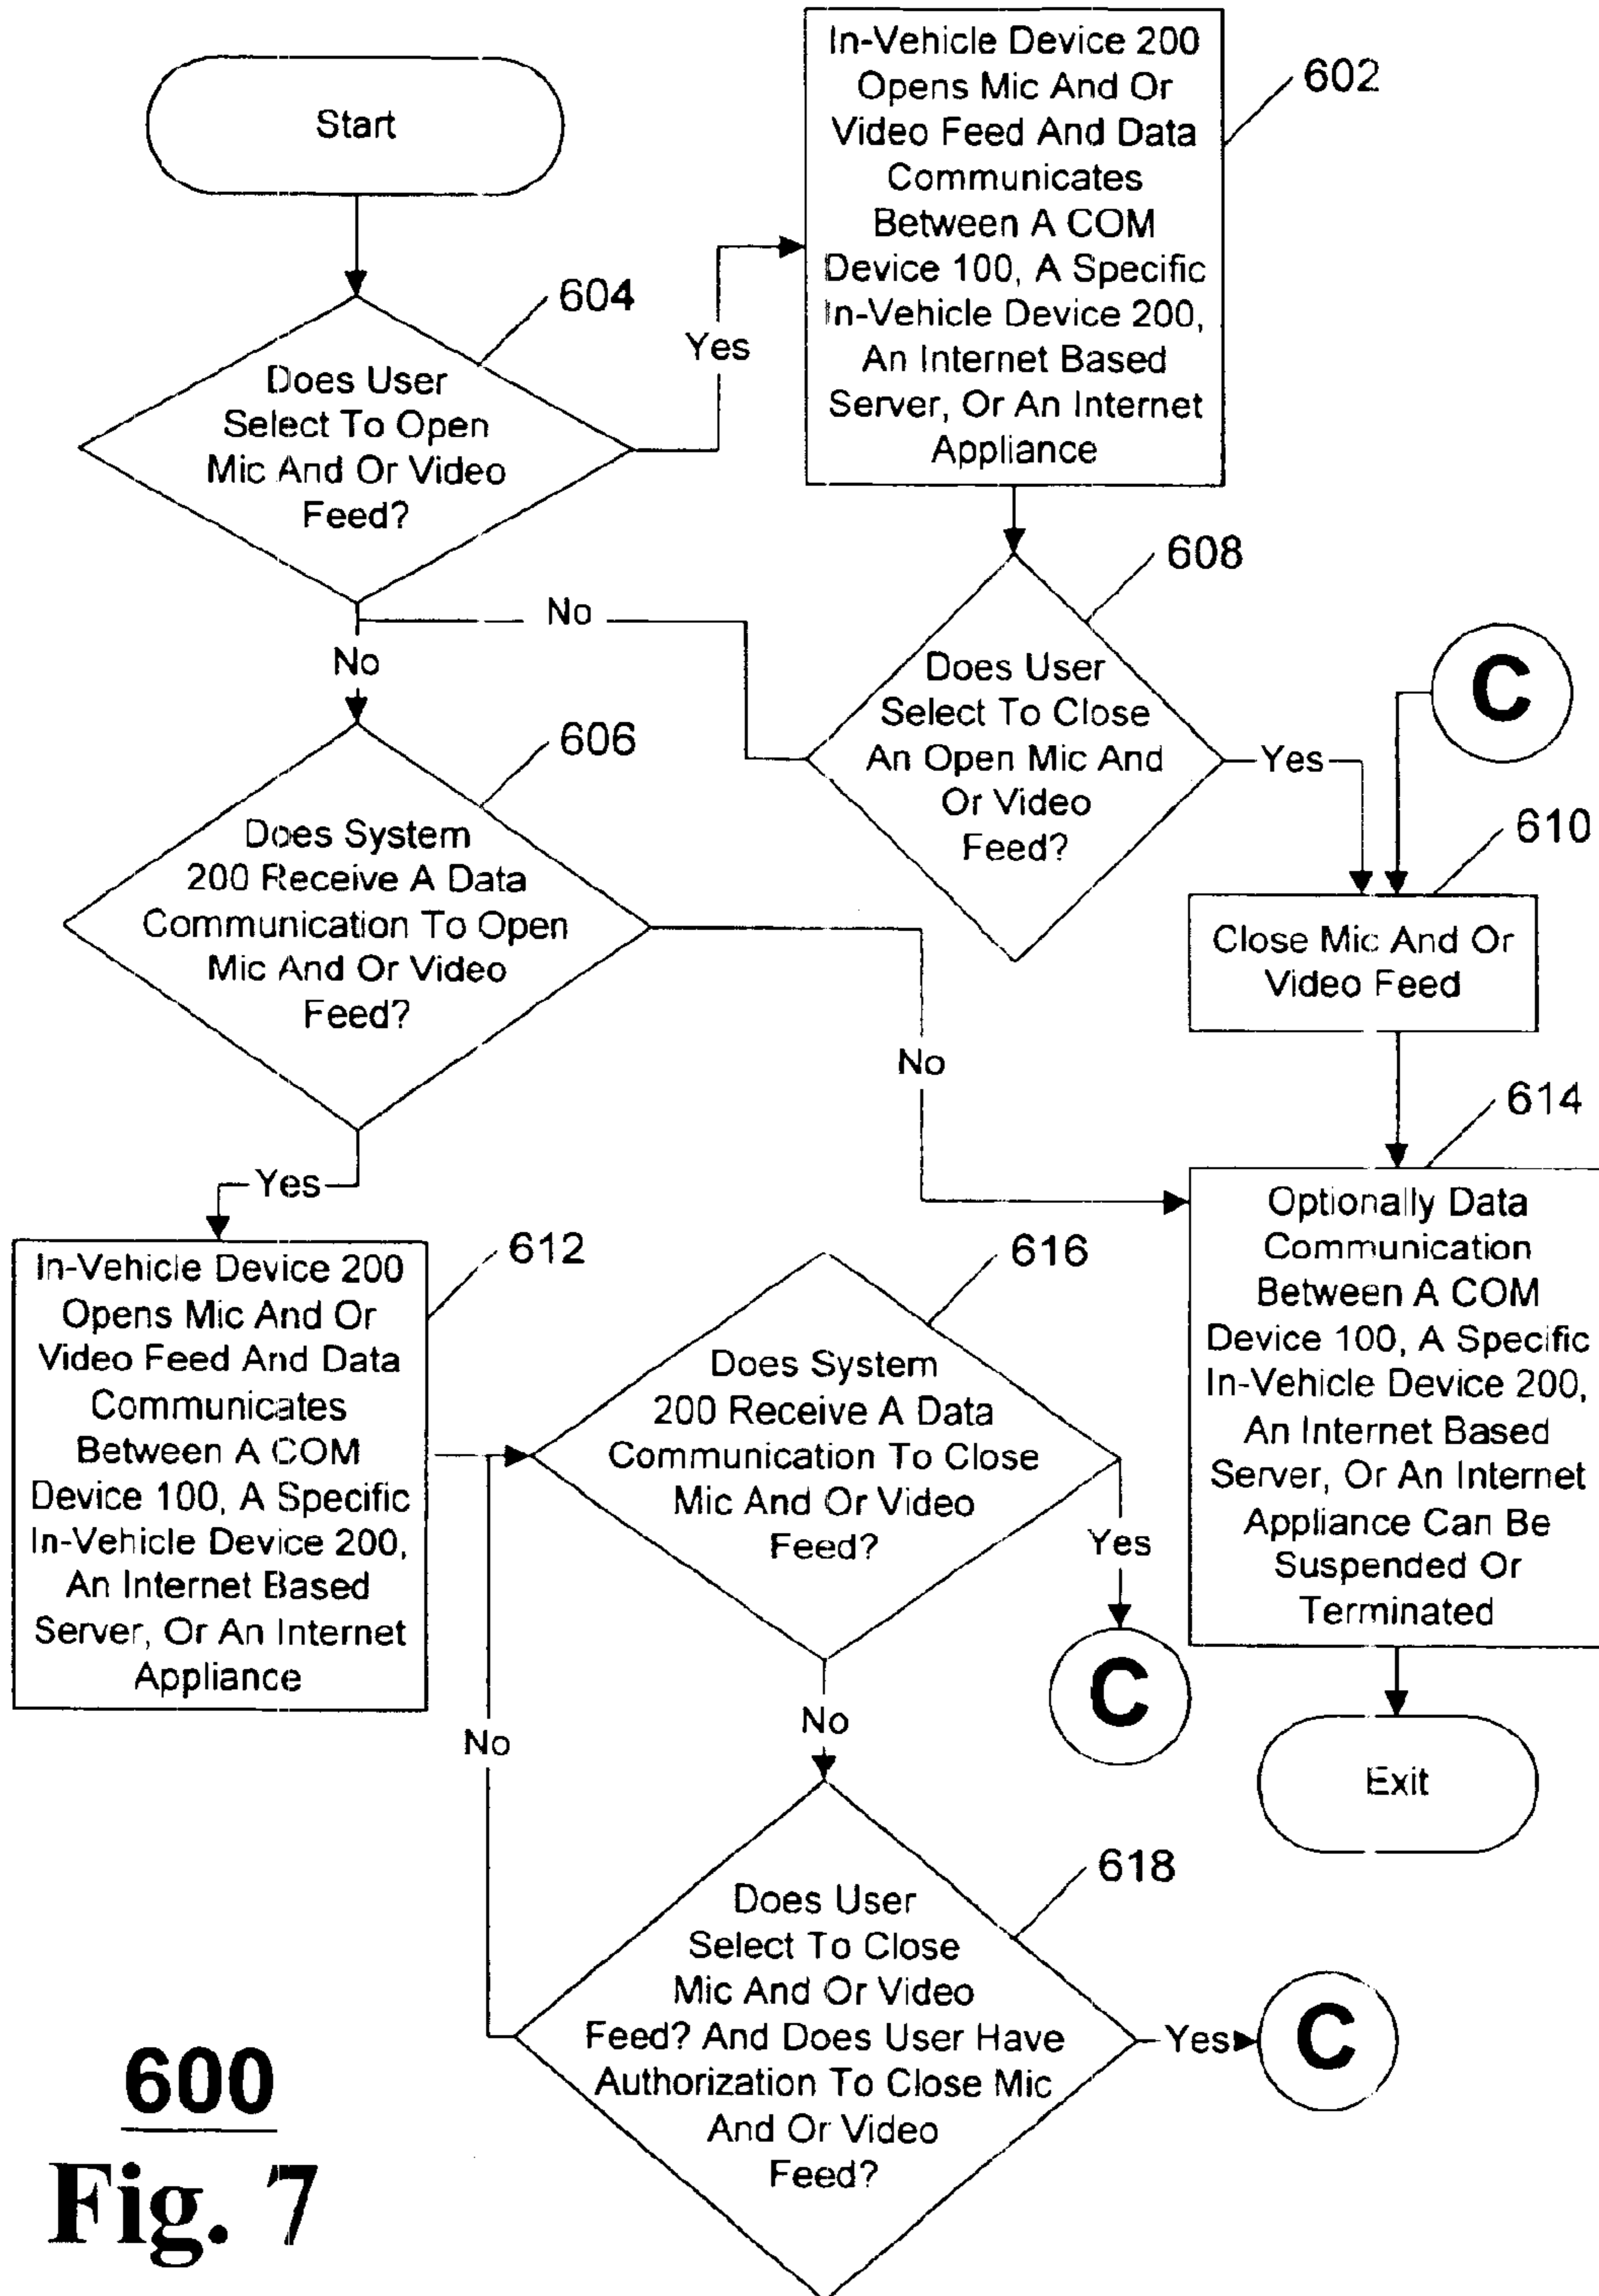 Start
604
Does User
Select To Open
Mic And Or Video
Feed?
Yes
No
In-Vehicle Device 200
Opens Mic And Or
Video Feed And Data
Communicates
Between A COM
Device 100, A Specific
In-Vehicle Device 200,
An Internet Based
Server, Or An Internet
Appliance
602
608
Does User
Select To Close
An Open Mic And
Or Video
Feed?
No
Yes
C
610
Close Mic And Or
Video Feed
606
Does System
200 Receive A Data
Communication To Open
Mic And Or Video
Feed?
No
Yes
614
Optionally Data
Communication
Between A COM
Device 100, A Specific
In-Vehicle Device 200,
An Internet Based
Server, Or An Internet
Appliance Can Be
Suspended Or
Terminated
Exit
612
In-Vehicle Device 200
Opens Mic And Or
Video Feed And Data
Communicates
Between A COM
Device 100, A Specific
In-Vehicle Device 200,
An Internet Based
Server, Or An Internet
Appliance
616
Does System
200 Receive A Data
Communication To Close
Mic And Or Video
Feed?
Yes
C
No
618
Does User
Select To Close
Mic And Or Video
Feed? And Does User Have
Authorization To Close Mic
And Or Video
Feed?
No
Yes
C
600
Fig. 7